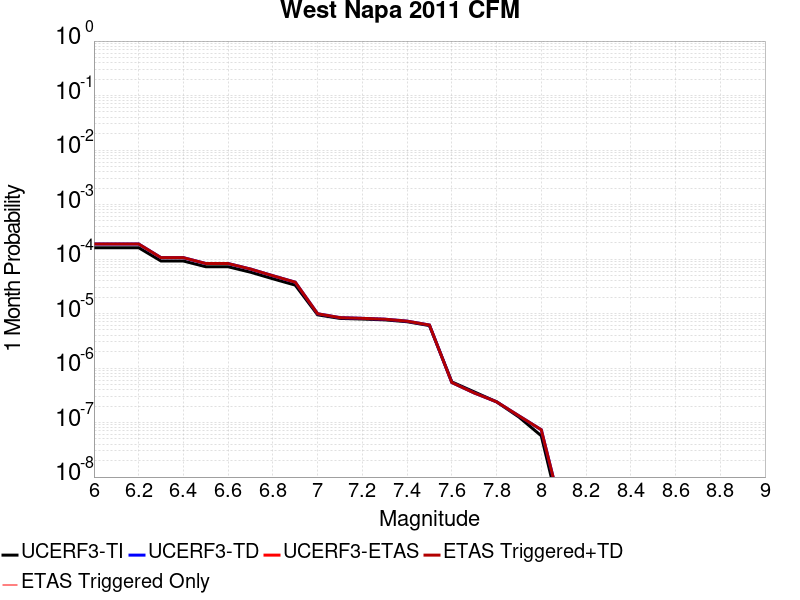 West Napa 2011 CFM
10^0
10^-1
10^-2
10^-3
10^-4
10^-5
10^-6
10^-7
10^-8
1 Month Probability
6 6.2 6.4 6.6 6.8 7 7.2 7.4 7.6 7.8 8 8.2 8.4 8.6 8.8 9
Magnitude
UCERF3-TI UCERF3-TD UCERF3-ETAS ETAS Triggered+TD
ETAS Triggered Only